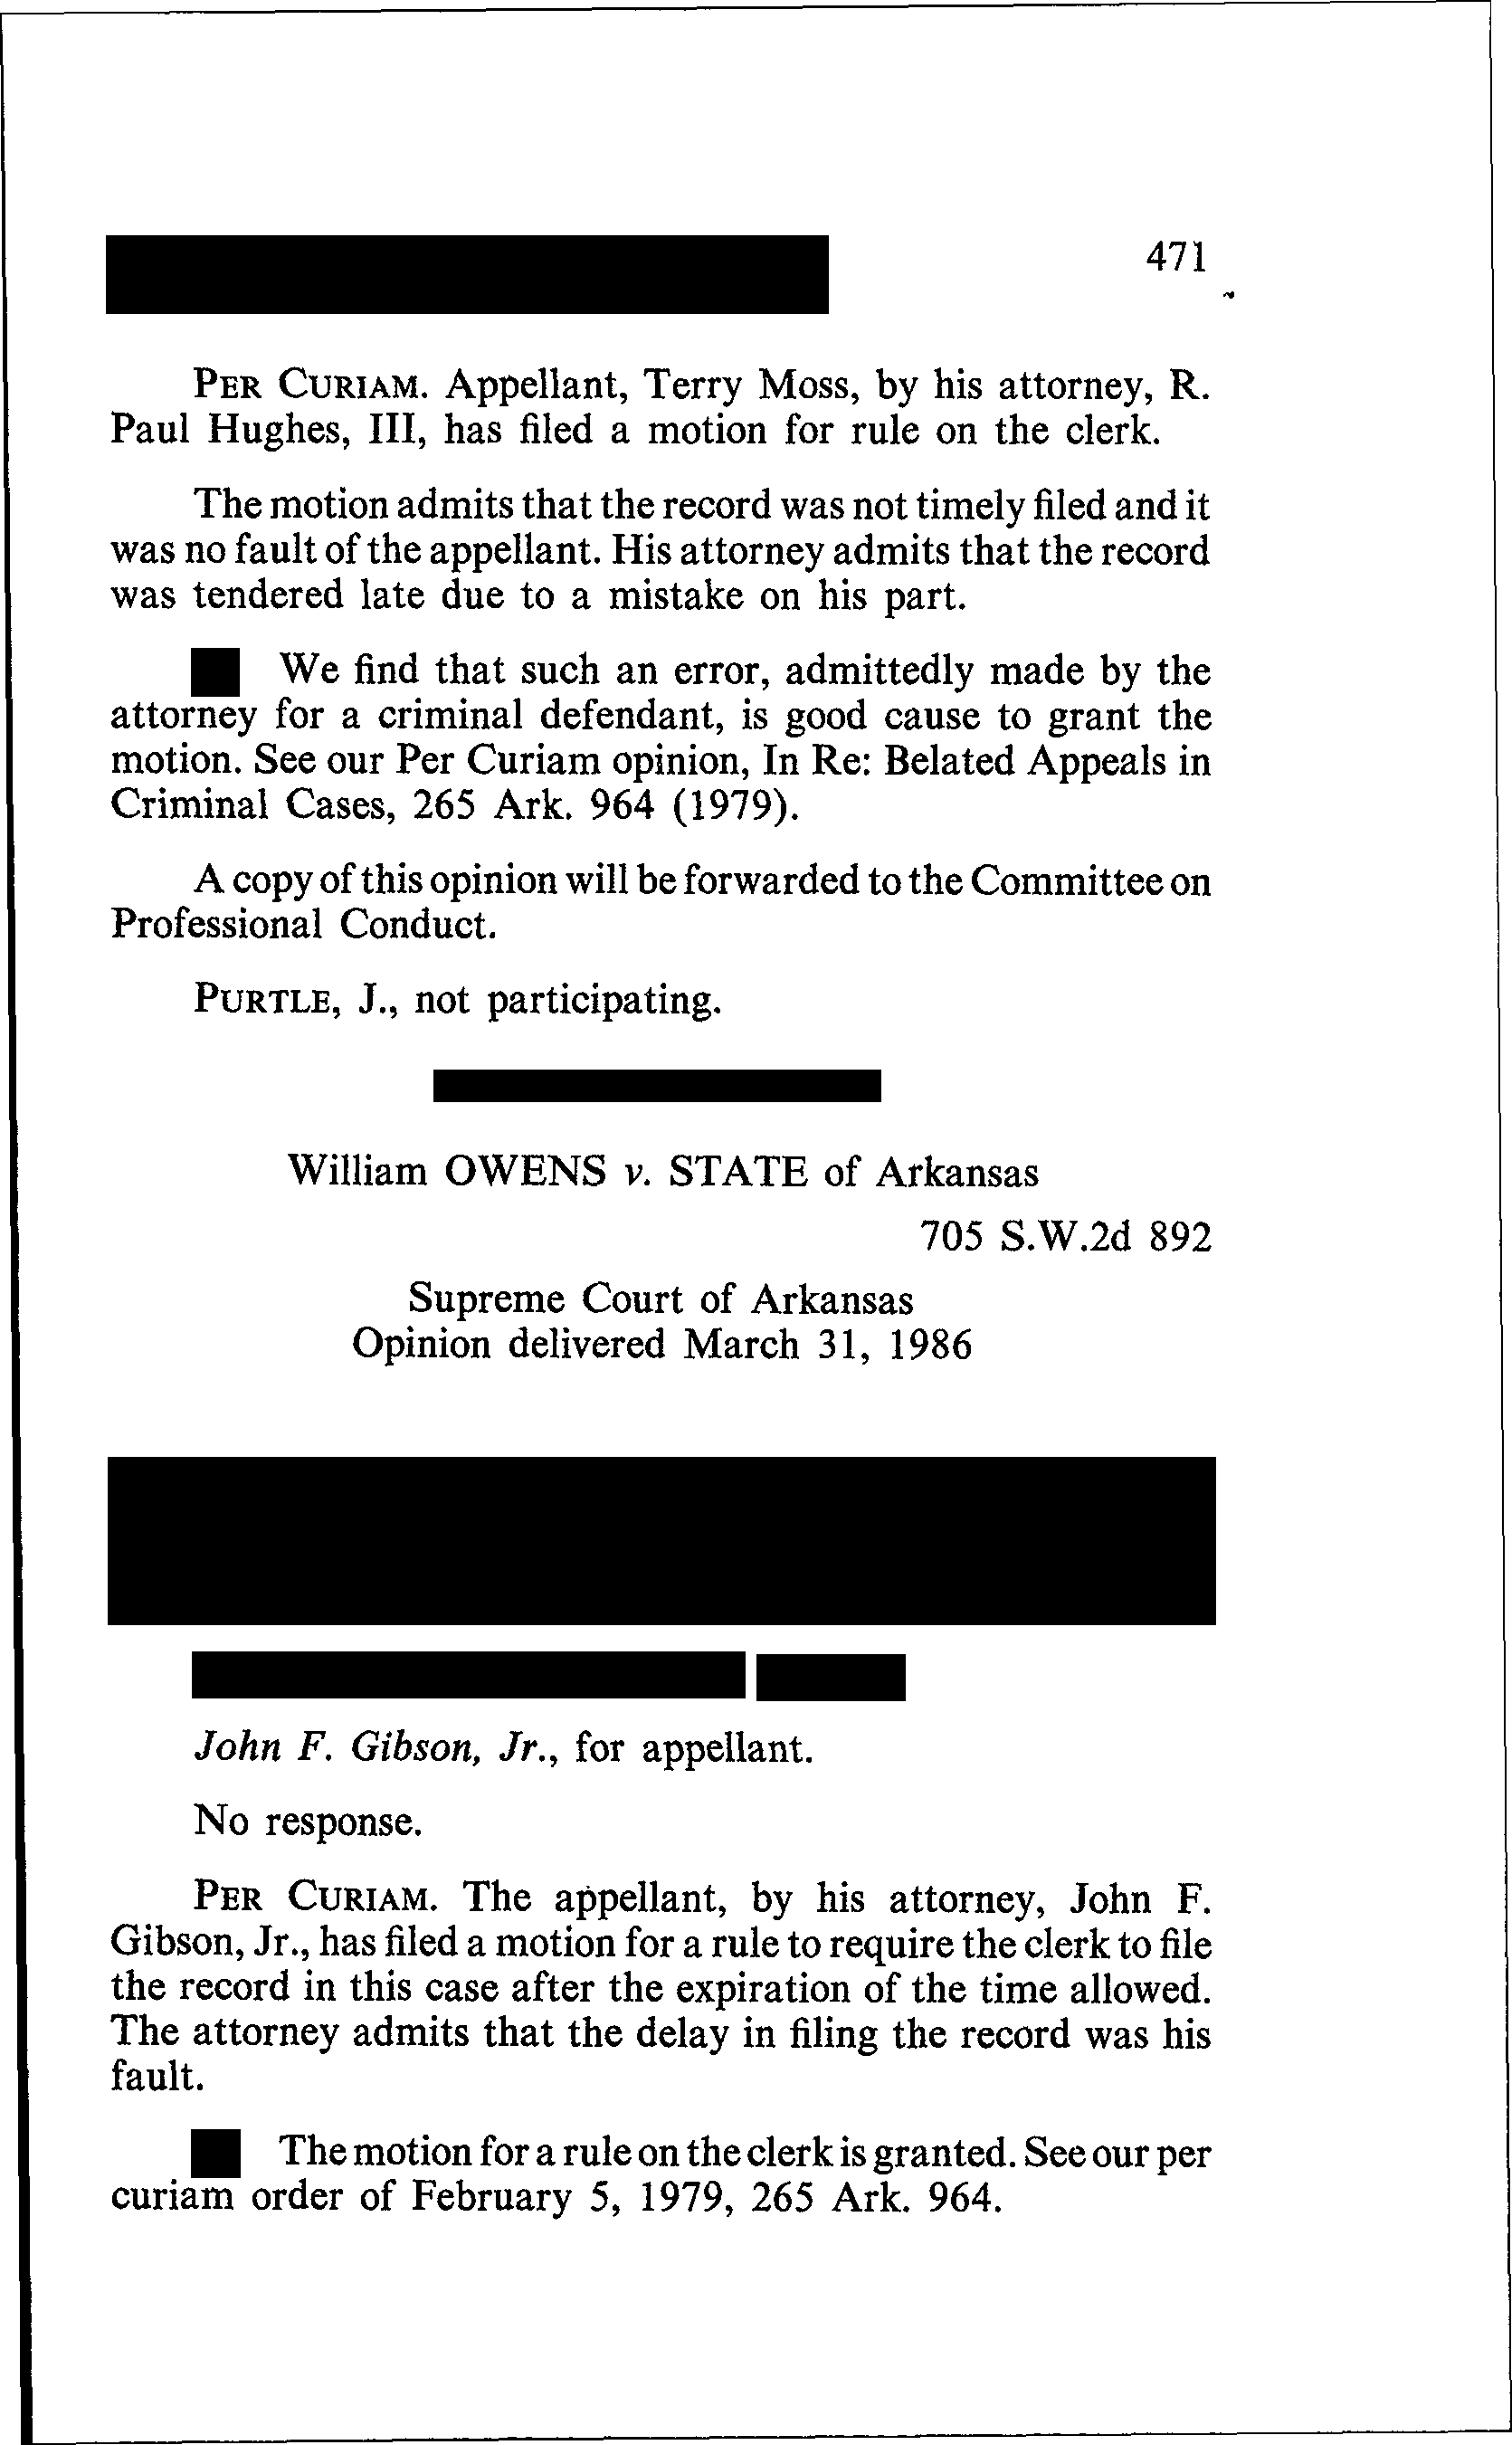 471
PER CURIAM. Appellant, Terry Moss, by his attorney, R.
Paul Hughes, III, has filed a motion for rule on the clerk.
The motion admits that the record was not timely filed and it
was no fault of the appellant. His attorney admits that the record
was tendered late due to a mistake on his part.
We find that such an error, admittedly made by the
attorney for a criminal defendant, is good cause to grant the
motion. See our Per Curiam opinion, In Re: Belated Appeals in
Criminal Cases, 265 Ark. 964 (1979).
A copy of this opinion will be forwarded to the Committee on
Professional Conduct.
PURTLE, J., not participating.
William OWENS v. STATE of Arkansas
705 S.W.2d 892
Supreme Court of Arkansas
Opinion delivered March 31, 1986
John F. Gibson, Jr., for appellant.
No response.
PER CURIAM. The appellant, by his attorney, John F.
Gibson, Jr., has filed a motion for a rule to require the clerk to file
the record in this case after the expiration of the time allowed.
The attorney admits that the delay in filing the record was his
fault.
The motion for a rule on the clerk is granted. See our per
curiam order of February 5, 1979, 265 Ark. 964.